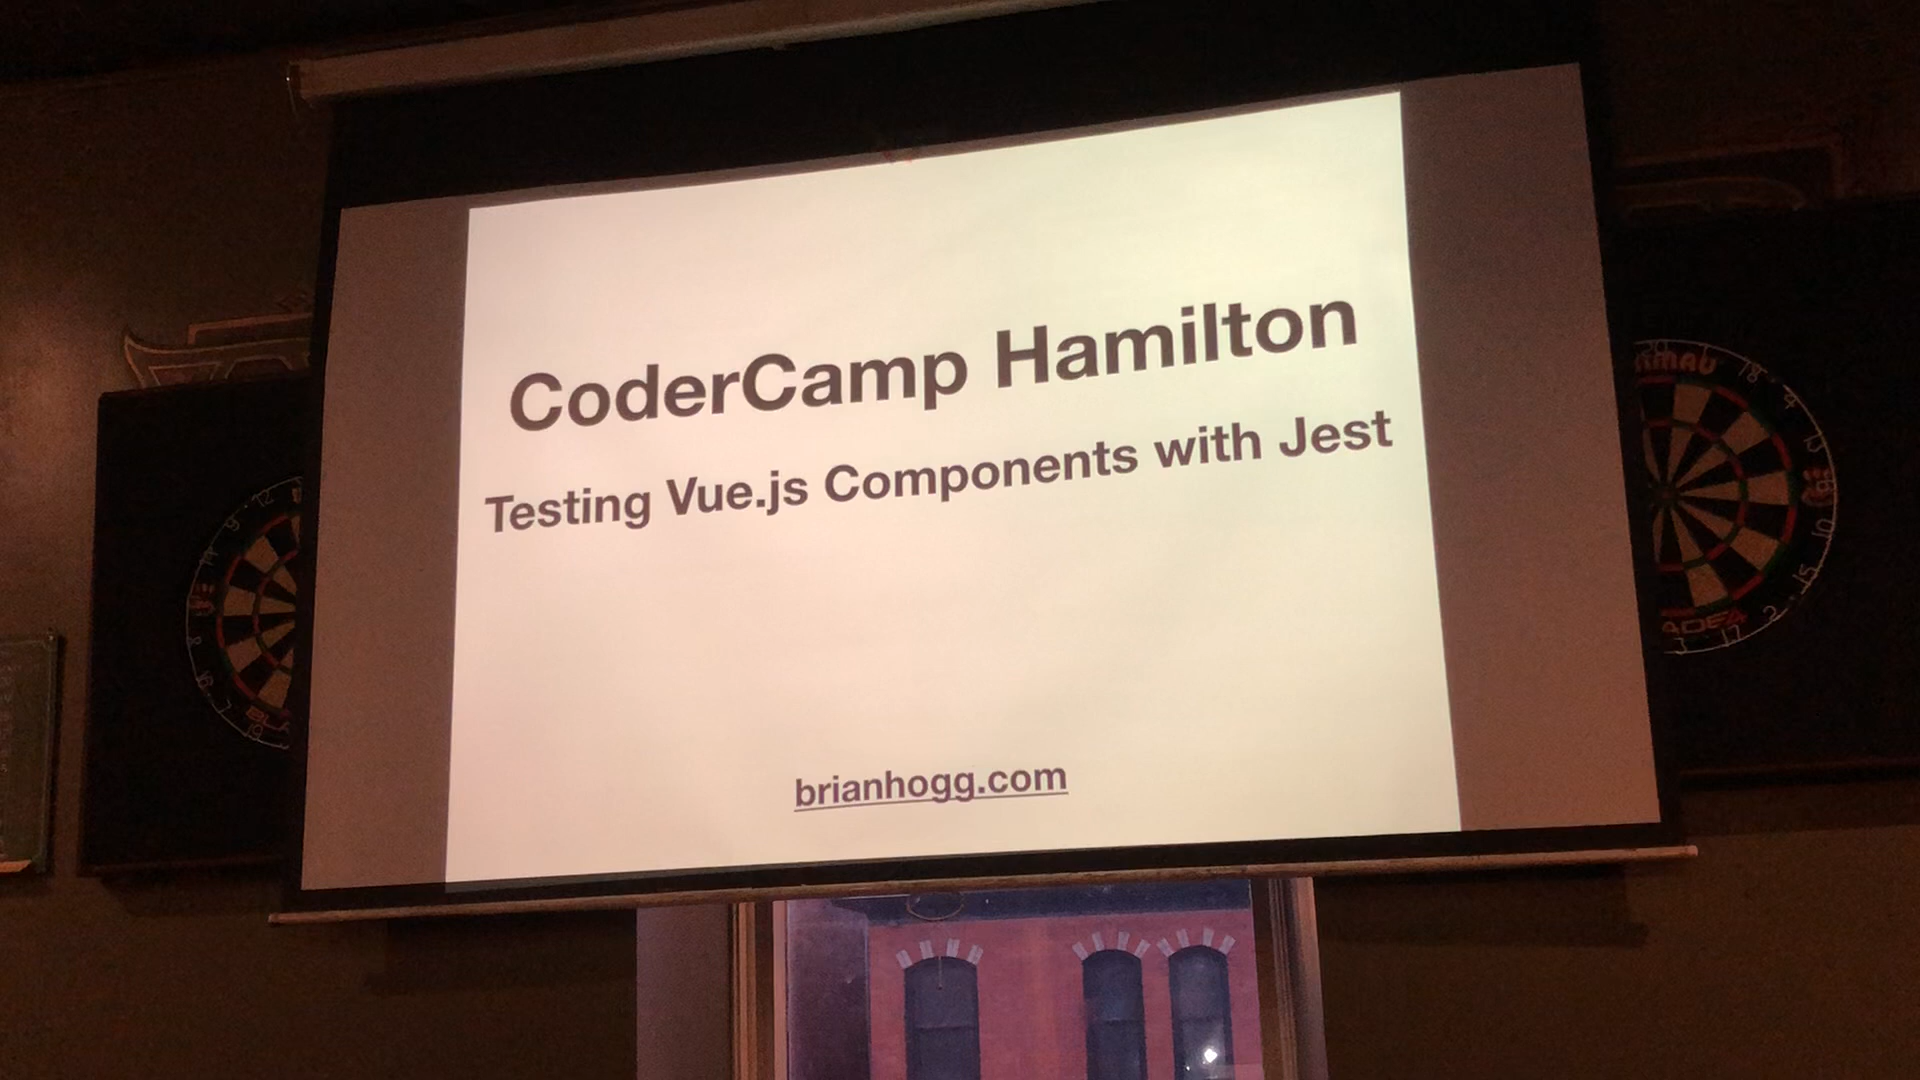 CoderCamp Hamilton
Testing Vue.js Components with Jest
brianhogg.com